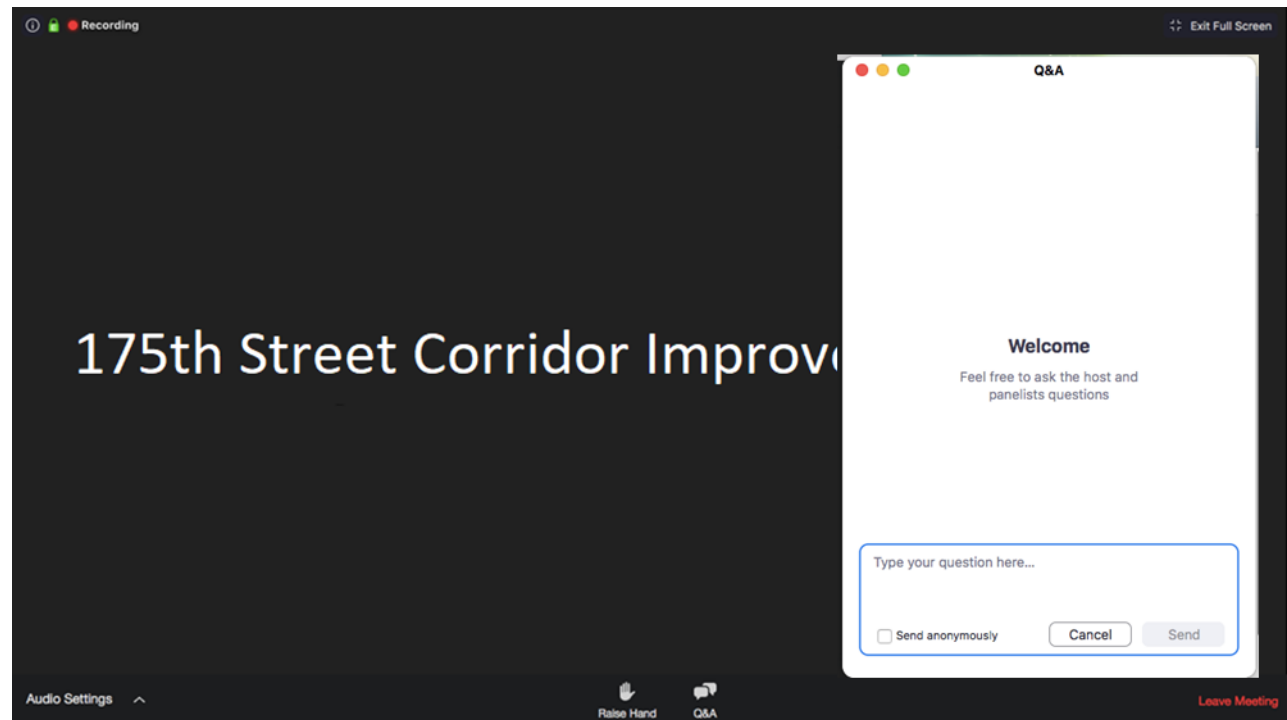 Recording
Exit Full Screen
Q&A
175th Street Corridor Improve
Welcome
Feel free to ask the host and
panelists questions
Type your question here...
Send anonymously
Cancel
Send
Audio Settings
Raise Hand
Q&A
Leave Meeting